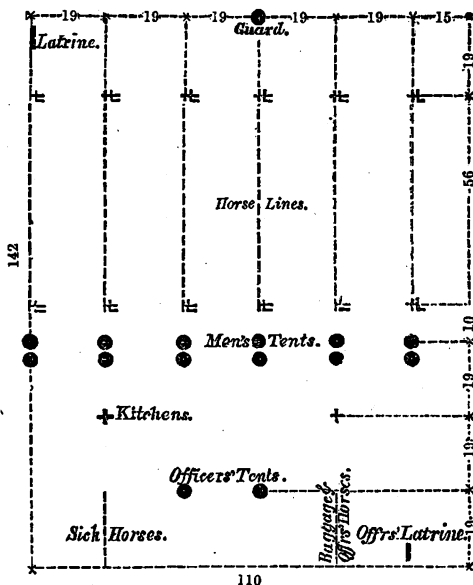 19 19 19 19 19 15
Guard.
Latrine.
19
56
Horse Lines.
142
10
Men's Tents.
19
Kitchens.
19
Officers' Tents.
Sick Horses.
Baggage &
Offrs' Horses.
Offrs' Latrine.
19
110